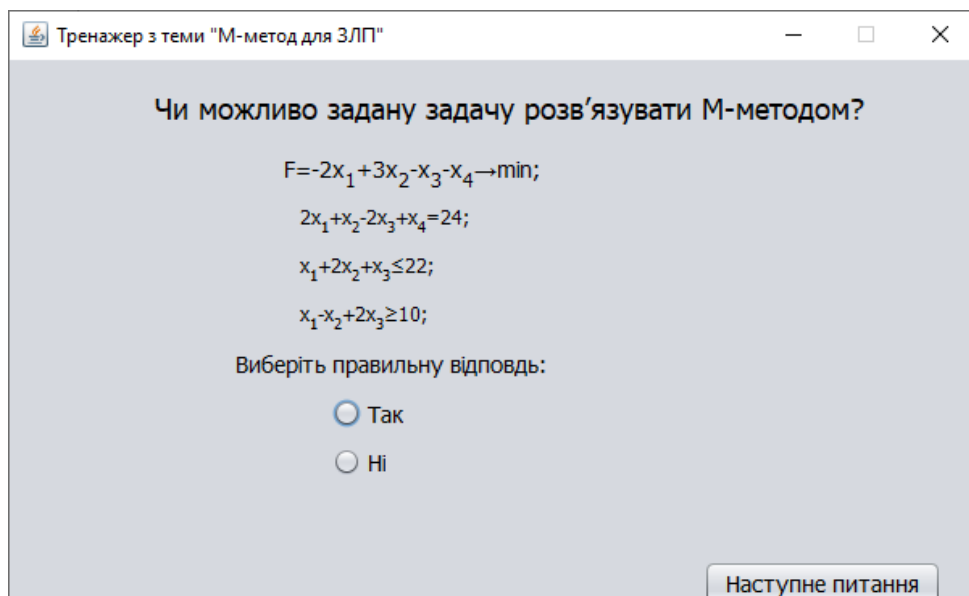 Тренажер з теми "М-метод для ЗЛП"
Чи можливо задану задачу розв’язувати М-методом?
F=-2x₁+3x₂-x₃-x₄→min;
2x₁+x₂-2x₃+x₄=24;
x₁+2x₂+x₃≤22;
x₁-x₂+2x₃≥10;
Виберіть правильну відповдь:
Так
Ні
Наступне питання